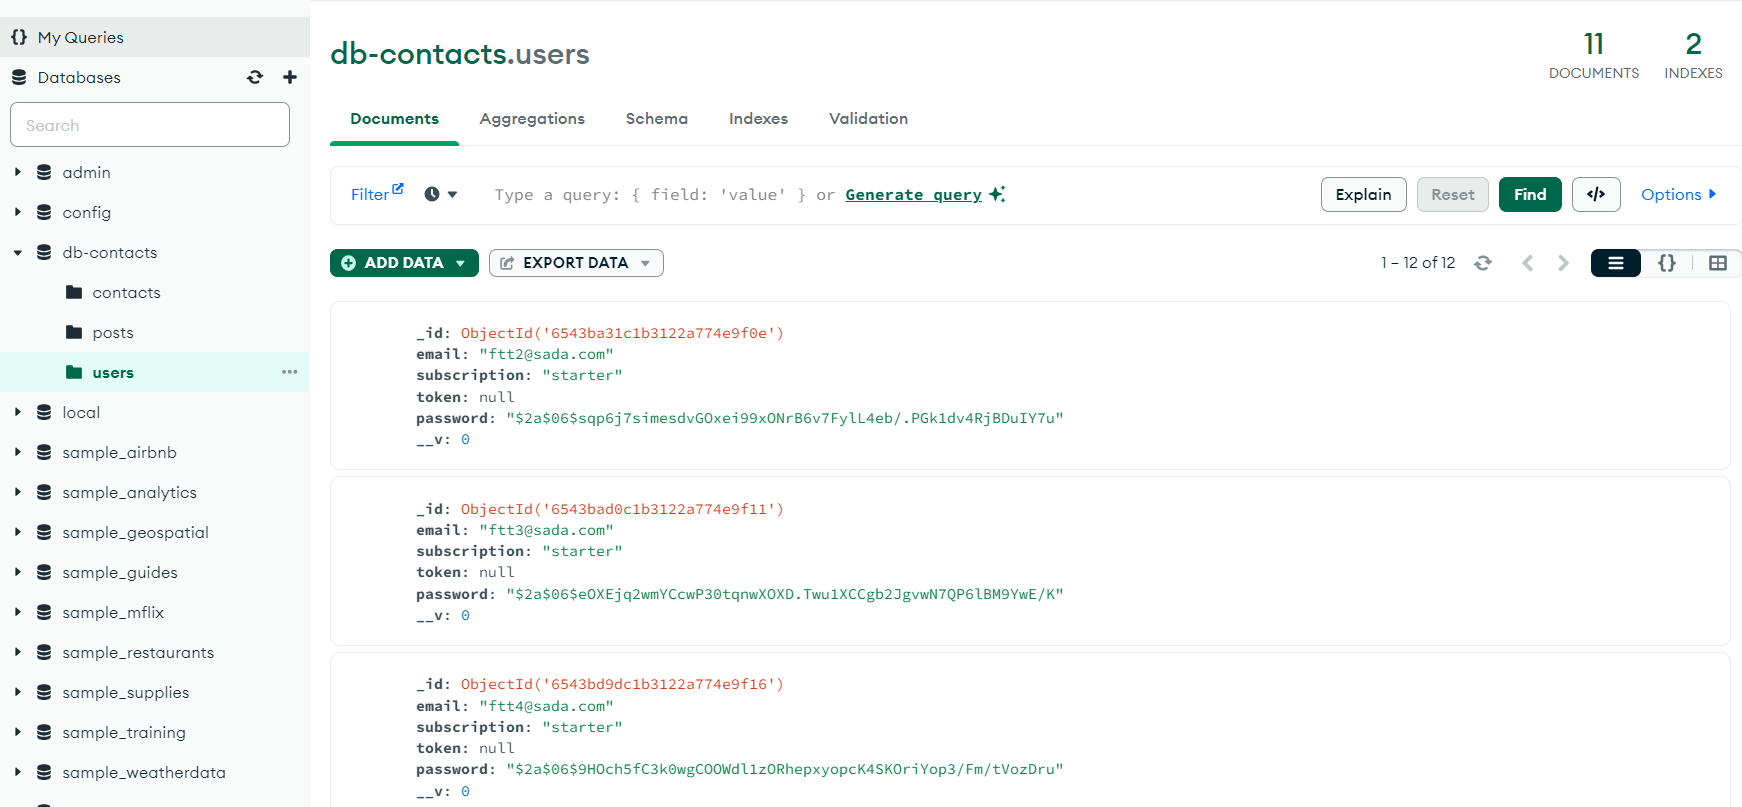 My Queries
Databases
Search
admin
config
db-contacts
contacts
posts
users
local
sample_airbnb
sample_analytics
sample_geospatial
sample_guides
sample_mflix
sample_restaurants
sample_supplies
sample_training
sample_weatherdata
db-contacts.users
11
DOCUMENTS
2
INDEXES
Documents Aggregations Schema Indexes Validation
Filter Type a query: { field: 'value' } or Generate query Explain Reset Find </> Options
ADD DATA EXPORT DATA 1 – 12 of 12 {}
_id: ObjectId('6543ba31c1b3122a774e9f0e')
email: "ftt2@sada.com"
subscription: "starter"
token: null
password: "$2a$06$sqp6j7simesdvGOxei99xONrB6v7FylL4eb/.PGk1dv4RjBDuIY7u"
__v: 0
_id: ObjectId('6543bad0c1b3122a774e9f11')
email: "ftt3@sada.com"
subscription: "starter"
token: null
password: "$2a$06$eOXEjq2wmYCcwP30tqnwXOXD.Twu1XCCgb2JgvwN7QP6lBM9YwE/K"
__v: 0
_id: ObjectId('6543bd9dc1b3122a774e9f16')
email: "ftt4@sada.com"
subscription: "starter"
token: null
password: "$2a$06$9HOch5fC3k0wgCOOWdl1zORhepxyopcK4SKOriYop3/Fm/tVozDru"
__v: 0